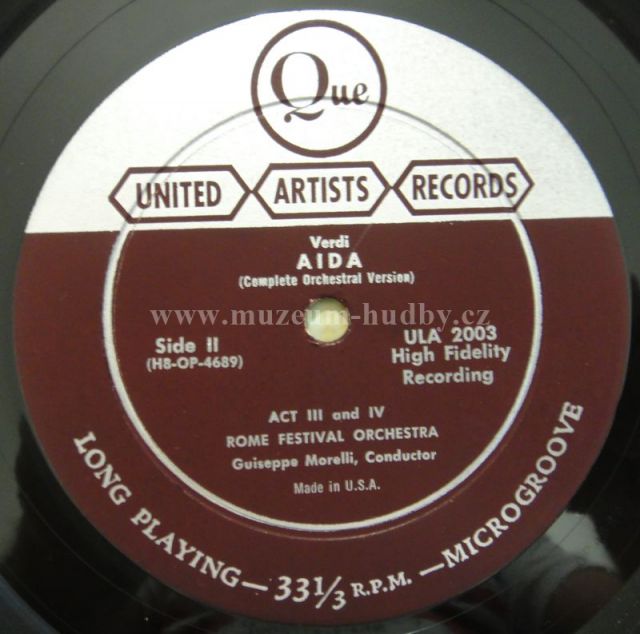 Que
UNITED ARTISTS RECORDS
Verdi
AIDA
(Complete Orchestral Version)
www.muzeum-hudby.cz
Side II
(H8-OP-4689)
ULA 2003
High Fidelity
Recording
ACT III and IV
ROME FESTIVAL ORCHESTRA
Guiseppe Morelli, Conductor
Made in U.S.A.
LONG PLAYING — 33 1/3 R.P.M. — MICROGROOVE